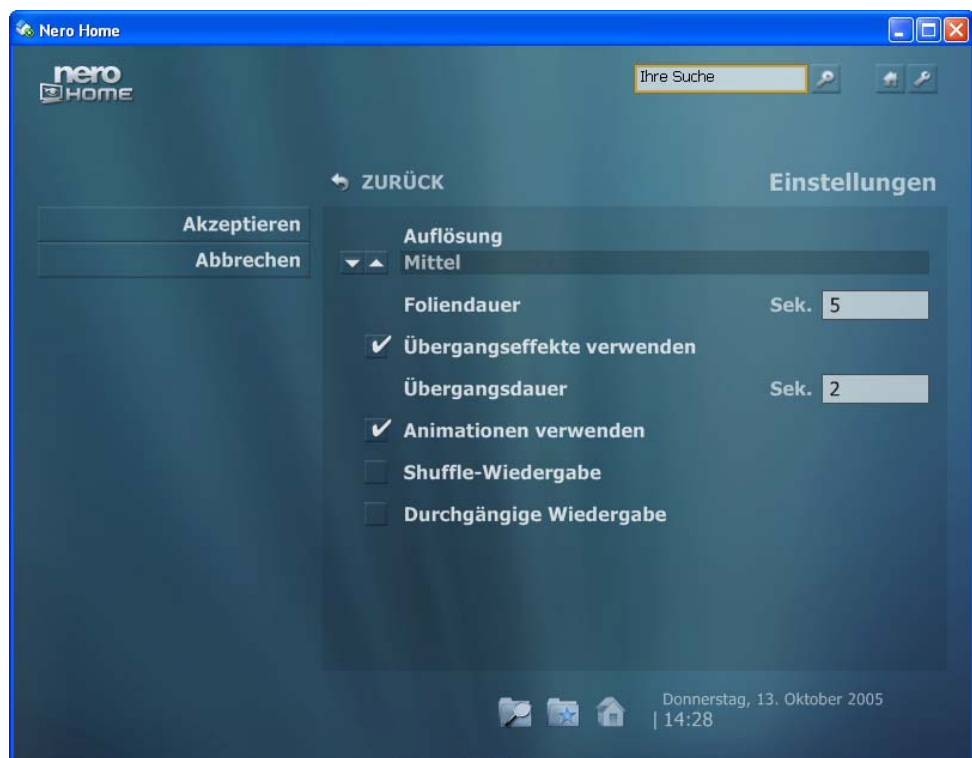 Nero Home
nero
HOME
Ihre Suche
ZURÜCK
Einstellungen
Akzeptieren
Abbrechen
Auflösung
Mittel
Foliendauer Sek. 5
Übergangseffekte verwenden
Übergangsdauer Sek. 2
Animationen verwenden
Shuffle-Wiedergabe
Durchgängige Wiedergabe
Donnerstag, 13. Oktober 2005
| 14:28